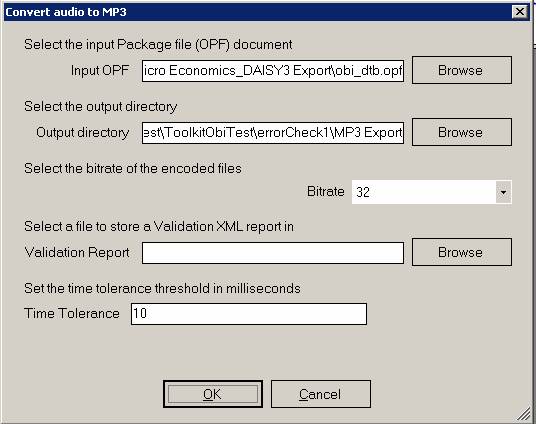 Convert audio to MP3
Select the input Package file (OPF) document
Input OPF icro Economics_DAISY3 Export\obi_dtb.opf Browse
Select the output directory
Output directory est\ToolkitObiTest\errorCheck1\MP3 Export Browse
Select the bitrate of the encoded files
Bitrate 32
Select a file to store a Validation XML report in
Validation Report Browse
Set the time tolerance threshold in milliseconds
Time Tolerance 10
OK Cancel